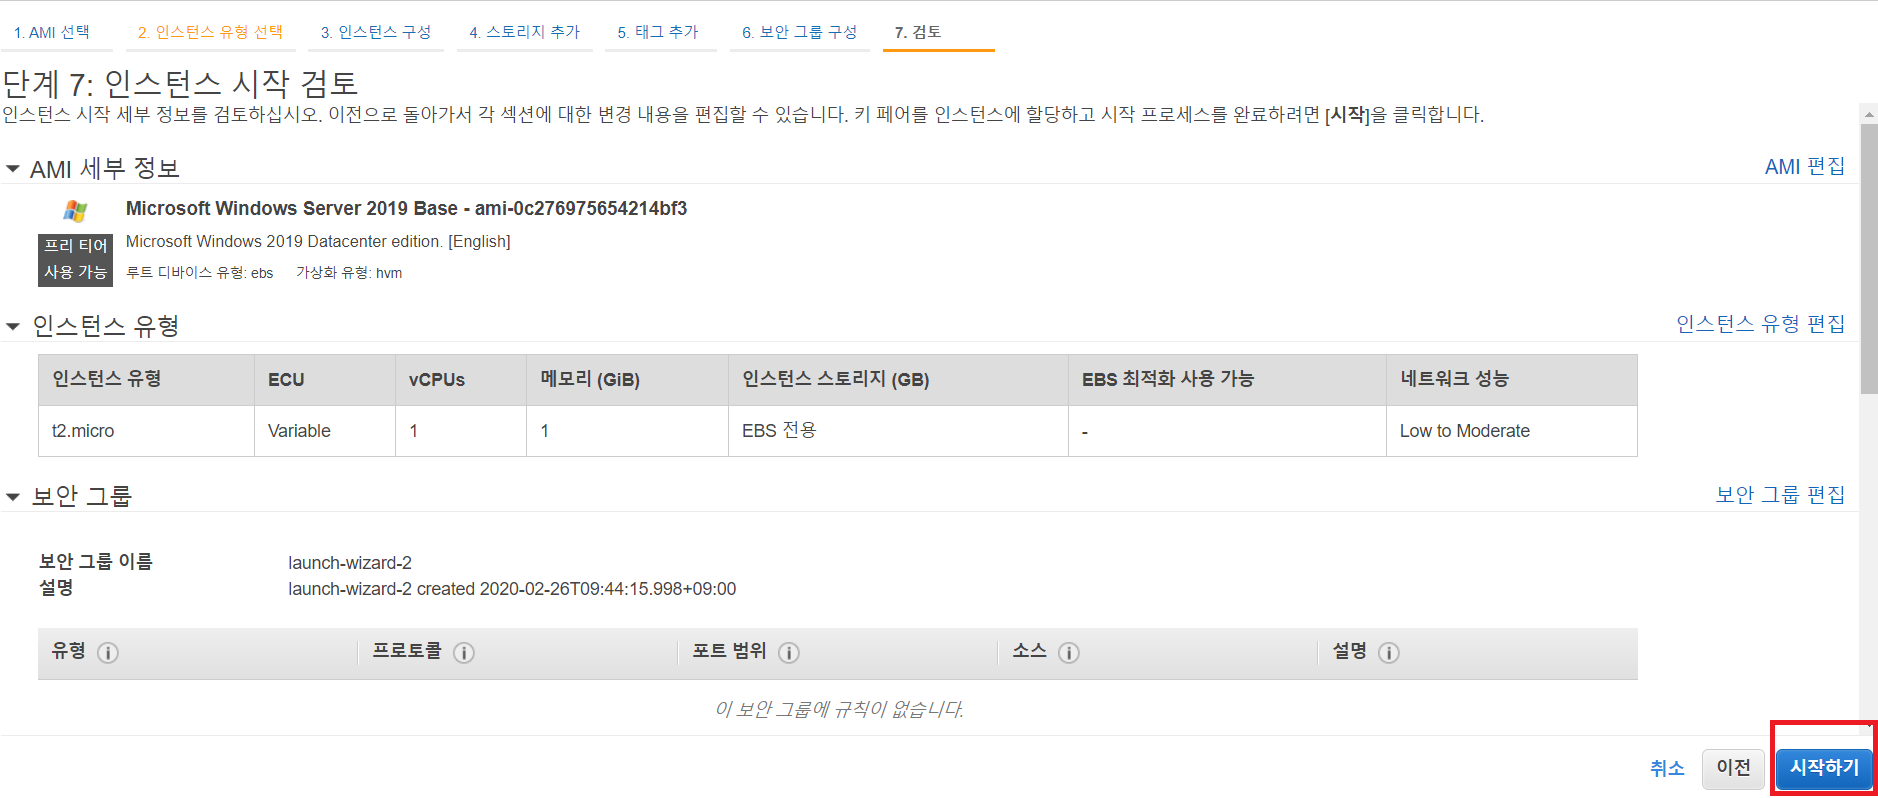 1. AMI 선택 2. 인스턴스 유형 선택 3. 인스턴스 구성 4. 스토리지 추가 5. 태그 추가 6. 보안 그룹 구성 7. 검토
단계 7: 인스턴스 시작 검토
인스턴스 시작 세부 정보를 검토하십시오. 이전으로 돌아가서 각 섹션에 대한 변경 내용을 편집할 수 있습니다. 키 페어를 인스턴스에 할당하고 시작 프로세스를 완료하려면 [시작]을 클릭합니다.
AMI 세부 정보 AMI 편집
Microsoft Windows Server 2019 Base - ami-0c276975654214bf3
프리 티어 Microsoft Windows 2019 Datacenter edition. [English]
사용 가능 루트 디바이스 유형: ebs 가상화 유형: hvm
인스턴스 유형 인스턴스 유형 편집
인스턴스 유형 ECU vCPUs 메모리 (GiB) 인스턴스 스토리지 (GB) EBS 최적화 사용 가능 네트워크 성능
t2.micro Variable 1 1 EBS 전용 - Low to Moderate
보안 그룹 보안 그룹 편집
보안 그룹 이름 launch-wizard-2
설명 launch-wizard-2 created 2020-02-26T09:44:15.998+09:00
유형 프로토콜 포트 범위 소스 설명
이 보안 그룹에 규칙이 없습니다.
취소 이전 시작하기